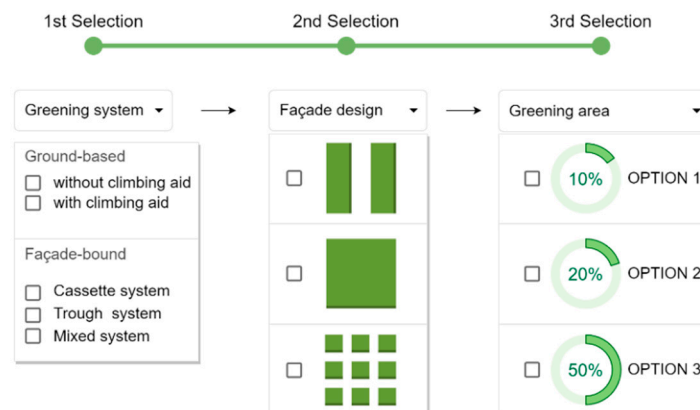 1st Selection
2nd Selection
3rd Selection
Greening system
Façade design
Greening area
Ground-based
without climbing aid
with climbing aid
Façade-bound
Cassette system
Trough system
Mixed system
10%
OPTION 1
20%
OPTION 2
50%
OPTION 3